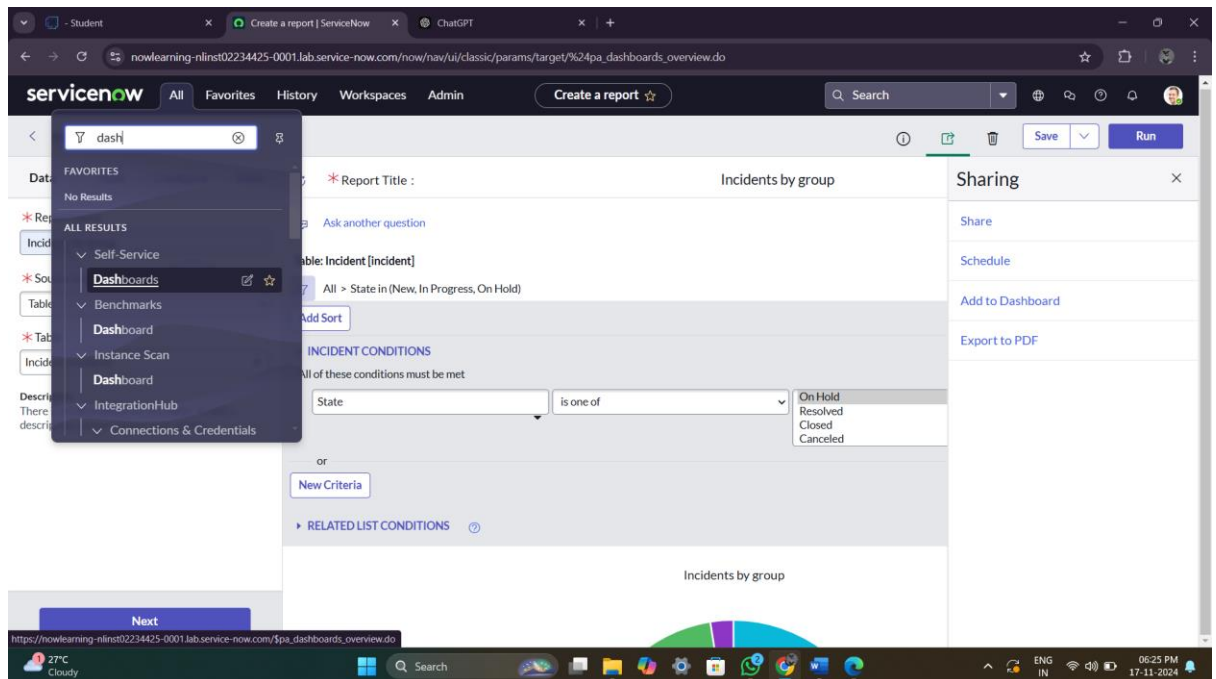 - Student
Create a report | ServiceNow
ChatGPT
nowlearning-nlinst02234425-0001.lab.service-now.com/now/nav/ui/classic/params/target/%24pa_dashboards_overview.do
servicenow All Favorites History Workspaces Admin Create a report Search
dash
Save Run
FAVORITES
No Results
ALL RESULTS
Self-Service
Dashboards
Benchmarks
Dashboard
Instance Scan
Dashboard
IntegrationHub
Connections & Credentials
Next
* Report Title : Incidents by group
Ask another question
Table: Incident [incident]
All > State in (New, In Progress, On Hold)
Add Sort
INCIDENT CONDITIONS
All of these conditions must be met
State is one of On Hold
Resolved
Closed
Canceled
or
New Criteria
RELATED LIST CONDITIONS
Incidents by group
Sharing
Share
Schedule
Add to Dashboard
Export to PDF
https://nowlearning-nlinst02234425-0001.lab.service-now.com/$pa_dashboards_overview.do
1 27°C
Cloudy
Search
ENG
IN
06:25 PM
17-11-2024